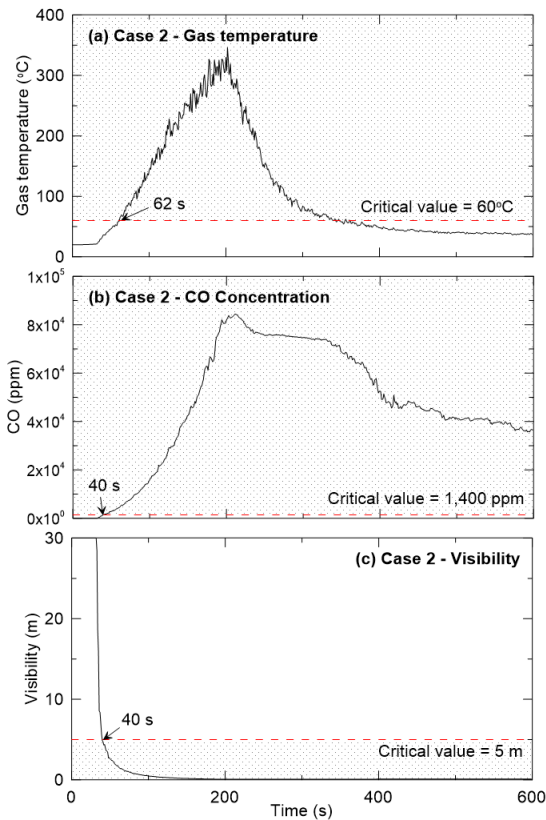 400
(a) Case 2 - Gas temperature
300
200
100
0
Gas temperature (°C)
62 s
Critical value = 60°C
1x10⁵
(b) Case 2 - CO Concentration
8x10⁴
6x10⁴
4x10⁴
2x10⁴
0x10⁰
CO (ppm)
40 s
Critical value = 1,400 ppm
30
(c) Case 2 - Visibility
20
10
0
Visibility (m)
40 s
Critical value = 5 m
0 200 400 600
Time (s)